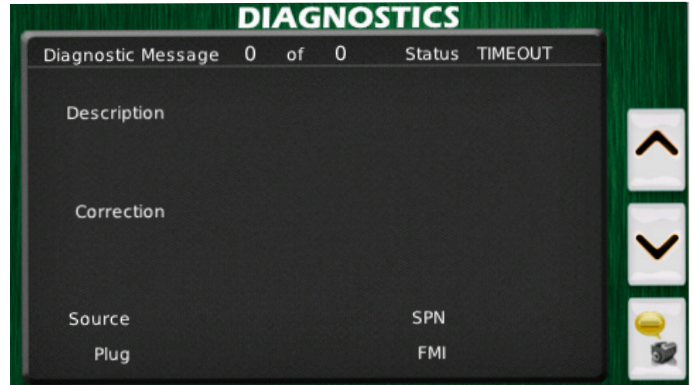 DIAGNOSTICS
Diagnostic Message 0 of 0 Status TIMEOUT
Description
Correction
Source SPN
Plug FMI